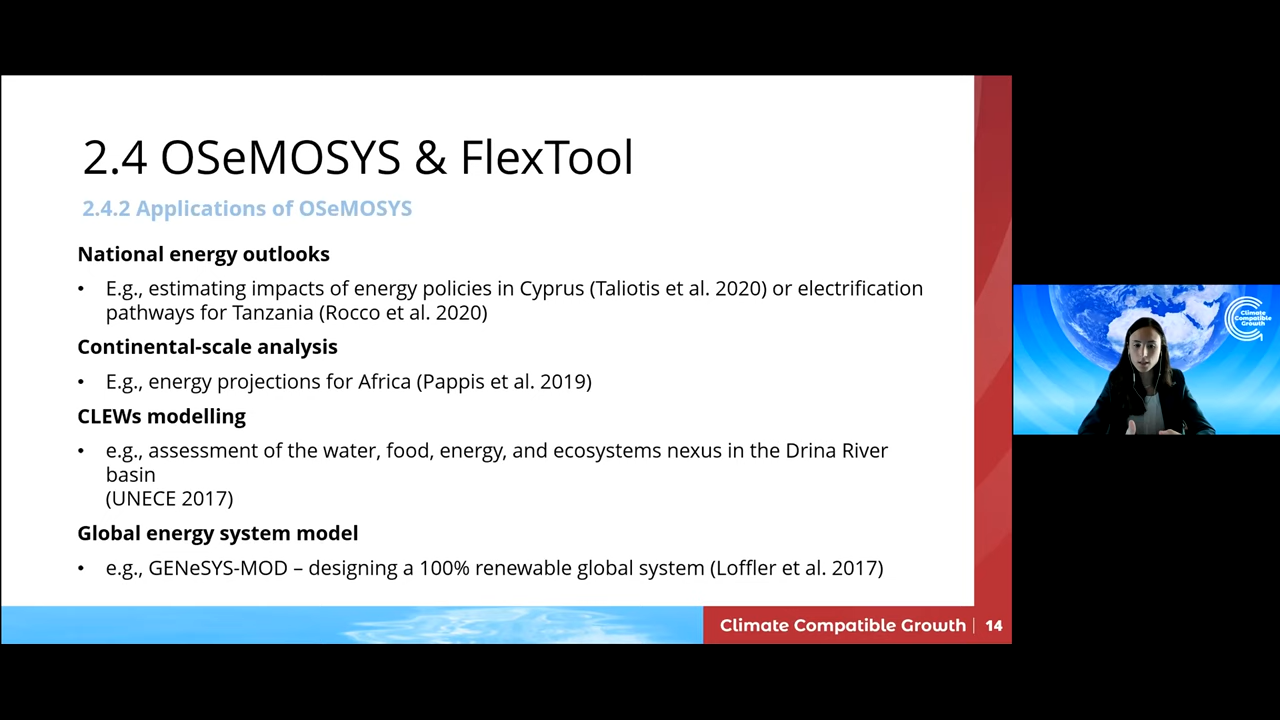 2.4 OSeMOSYS & FlexTool
2.4.2 Applications of OSeMOSYS
National energy outlooks
• E.g., estimating impacts of energy policies in Cyprus (Taliotis et al. 2020) or electrification
pathways for Tanzania (Rocco et al. 2020)
Continental-scale analysis
• E.g., energy projections for Africa (Pappis et al. 2019)
CLEWs modelling
• e.g., assessment of the water, food, energy, and ecosystems nexus in the Drina River
basin
(UNECE 2017)
Global energy system model
• e.g., GENeSYS-MOD – designing a 100% renewable global system (Loffler et al. 2017)
Climate Compatible Growth | 14
Climate
Compatible
Growth